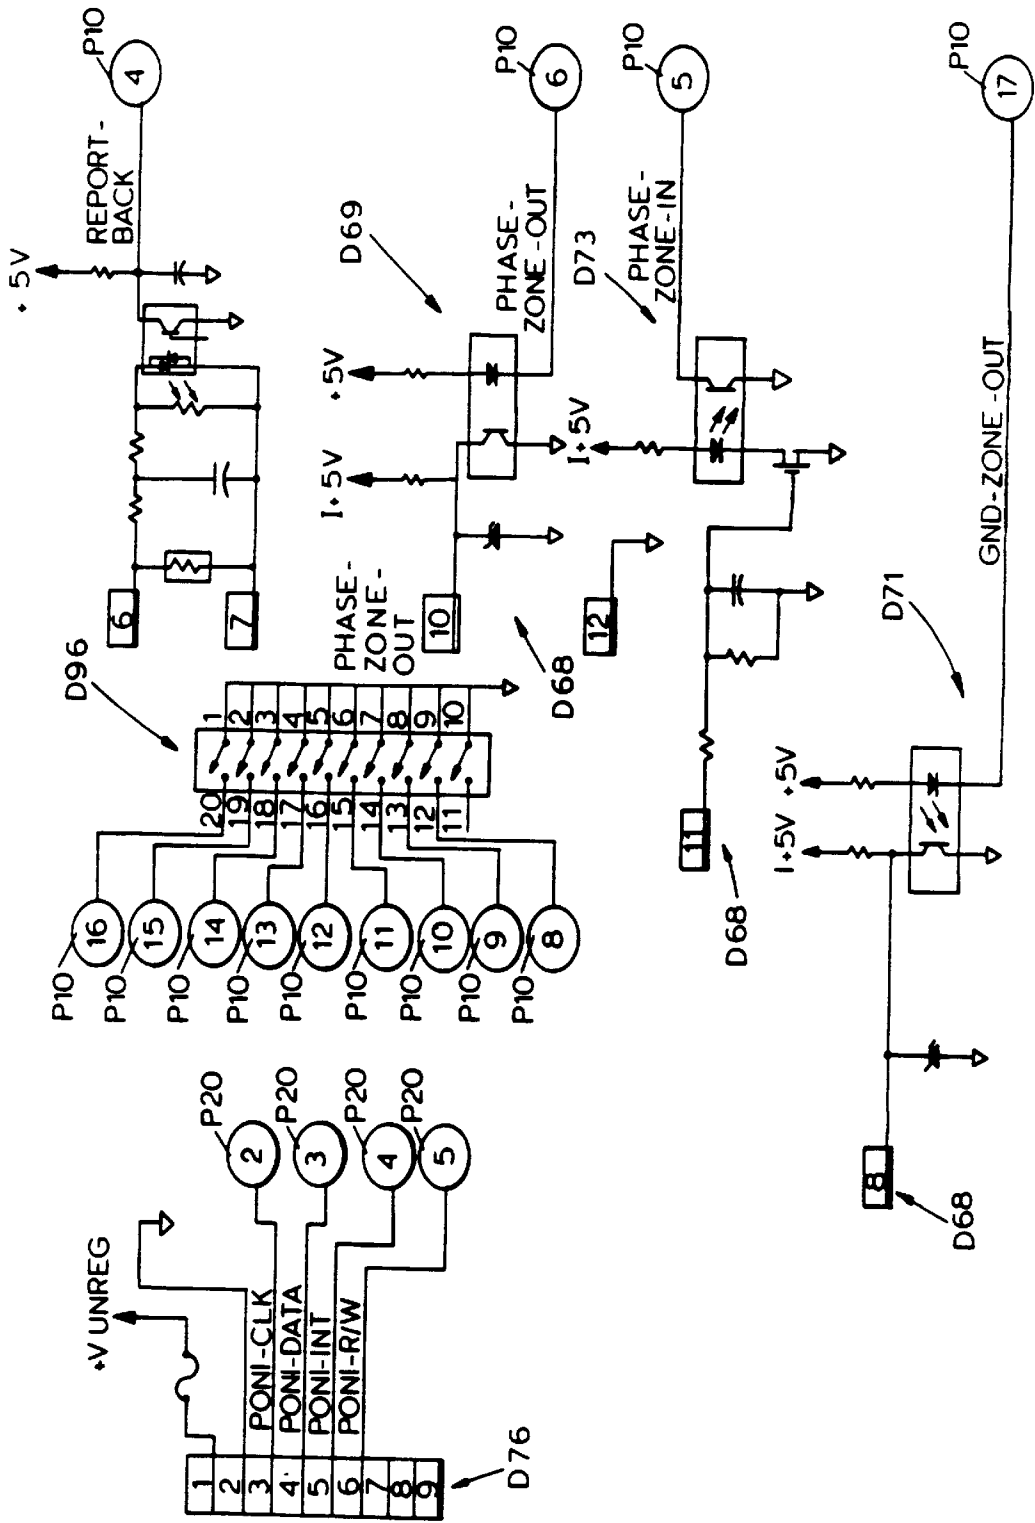 +V UNREG
1
2
3
4
5
6
7
8
9
D76
PONI-CLK
PONI-DATA
PONI-INT
PONI-R/W
P20
2
P20
3
P20
4
P20
5
P10
16
P10
15
P10
14
P10
13
P10
12
P10
11
P10
10
P10
9
P10
8
D96
20
19
18
17
16
15
14
13
12
11
1
2
3
4
5
6
7
8
9
10
6
7
+5V
REPORT-
BACK
P10
4
PHASE-
ZONE-
OUT
10
D68
I+5V
+5V
D69
PHASE-
ZONE-OUT
P10
6
12
11
D68
I+5V
D73
PHASE-
ZONE-IN
P10
5
8
D68
I+5V
+5V
D71
GND-ZONE-OUT
P10
17